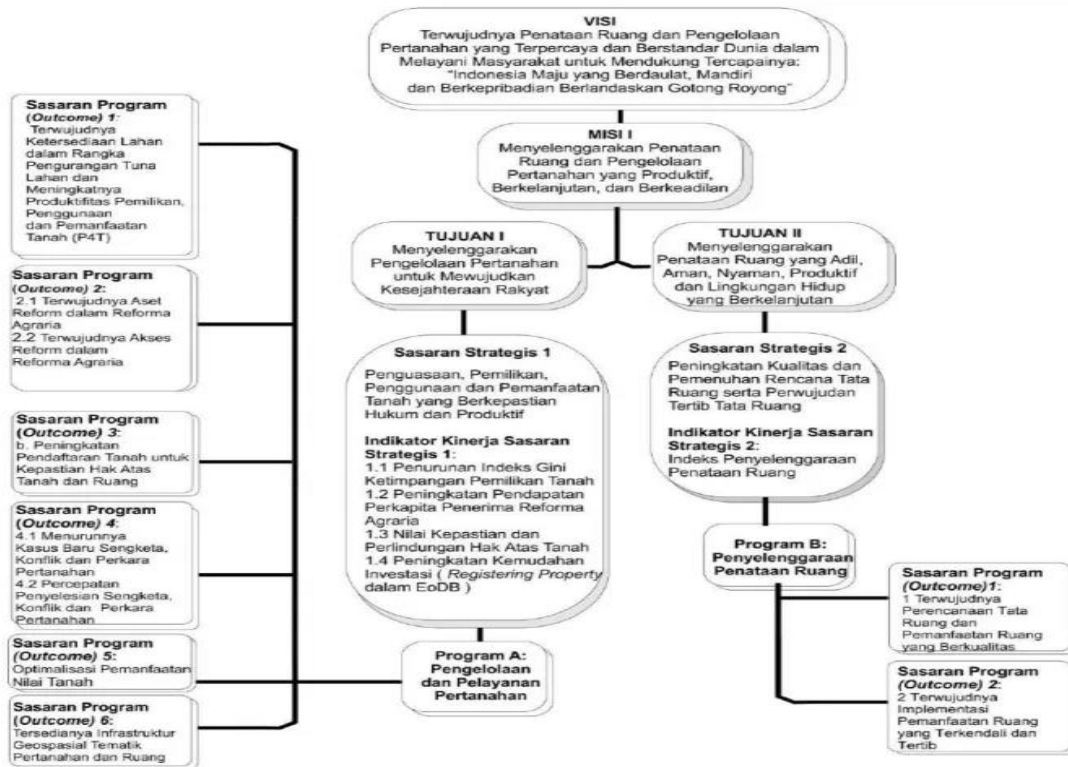 VISI
Terwujudnya Penataan Ruang dan Pengelolaan
Pertanahan yang Terpercaya dan Berstandar Dunia dalam
Melayani Masyarakat untuk Mendukung Tercapainya:
"Indonesia Maju yang Berdaulat, Mandiri
dan Berkepribadian Berlandaskan Gotong Royong"
MISI I
Menyelenggarakan Penataan
Ruang dan Pengelolaan
Pertanahan yang Produktif,
Berkelanjutan, dan Berkeadilan
TUJUAN I
Menyelenggarakan
Pengelolaan Pertanahan
untuk Mewujudkan
Kesejahteraan Rakyat
TUJUAN II
Menyelenggarakan
Penataan Ruang yang Adil,
Aman, Nyaman, Produktif
dan Lingkungan Hidup
yang Berkelanjutan
Sasaran Strategis 1
Penguasaan, Pemilikan,
Penggunaan dan Pemanfaatan
Tanah yang Berkepastian
Hukum dan Produktif
Indikator Kinerja Sasaran
Strategis 1:
1.1 Penurunan Indeks Gini
Ketimpangan Pemilikan Tanah
1.2 Peningkatan Pendapatan
Perkapita Penerima Reforma
Agraria
1.3 Nilai Kepastian dan
Perlindungan Hak Atas Tanah
1.4 Peningkatan Kemudahan
Investasi ( Registering Property
dalam EoDB )
Sasaran Strategis 2
Peningkatan Kualitas dan
Pemenuhan Rencana Tata
Ruang serta Perwujudan
Tertib Tata Ruang
Indikator Kinerja Sasaran
Strategis 2:
Indeks Penyelenggaraan
Penataan Ruang
Program A:
Pengelolaan
dan Pelayanan
Pertanahan
Program B:
Penyelenggaraan
Penataan Ruang
Sasaran Program
(Outcome) 1:
Terwujudnya
Ketersediaan Lahan
dalam Rangka
Pengurangan Tuna
Lahan dan
Meningkatnya
Produktifitas Pemilikan,
Penggunaan
dan Pemanfaatan
Tanah (P4T)
Sasaran Program
(Outcome) 2:
2.1 Terwujudnya Aset
Reform dalam Reforma
Agraria
2.2 Terwujudnya Akses
Reform dalam
Reforma Agraria
Sasaran Program
(Outcome) 3:
b. Peningkatan
Pendaftaran Tanah untuk
Kepastian Hak Atas
Tanah dan Ruang
Sasaran Program
(Outcome) 4:
4.1 Menurunnya
Kasus Baru Sengketa,
Konflik dan Perkara
Pertanahan
4.2 Percepatan
Penyelesian Sengketa,
Konflik dan Perkara
Pertanahan
Sasaran Program
(Outcome) 5:
Optimalisasi Pemanfaatan
Nilai Tanah
Sasaran Program
(Outcome) 6:
Tersedianya Infrastruktur
Geospasial Tematik
Pertanahan dan Ruang
Sasaran Program
(Outcome)1:
1 Terwujudnya
Perencanaan Tata
Ruang dan
Pemanfaatan Ruang
yang Berkualitas
Sasaran Program
(Outcome) 2:
2 Terwujudnya
Implementasi
Pemanfaatan Ruang
yang Terkendali dan
Tertib